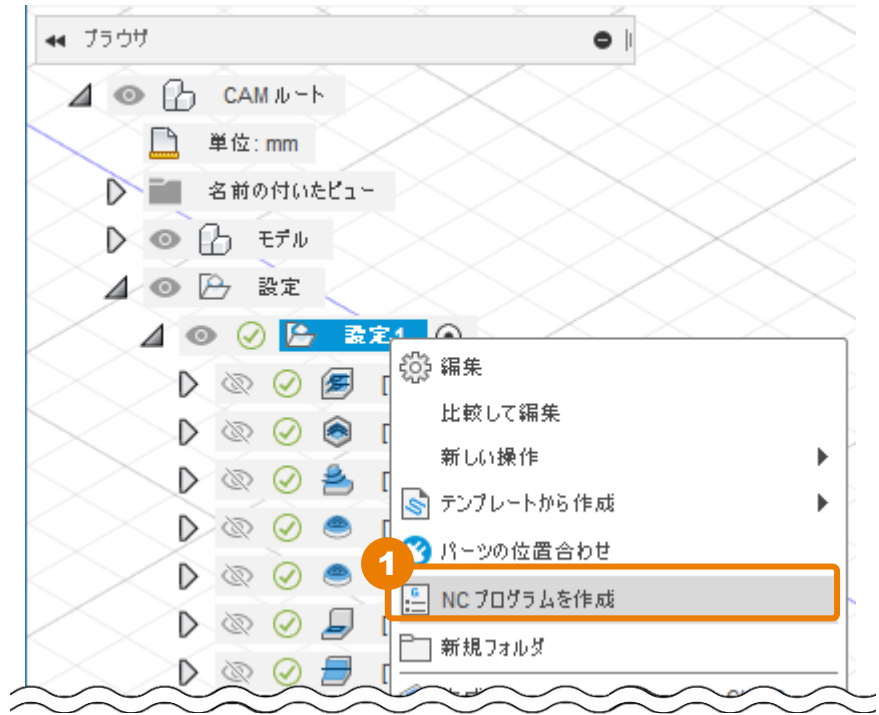 ブラウザ
CAM ルート
単位: mm
名前の付いたビュー
モデル
設定
設定1
編集
比較して編集
新しい操作
テンプレートから作成
パーツの位置合わせ
1
NC プログラムを作成
新規フォルダ